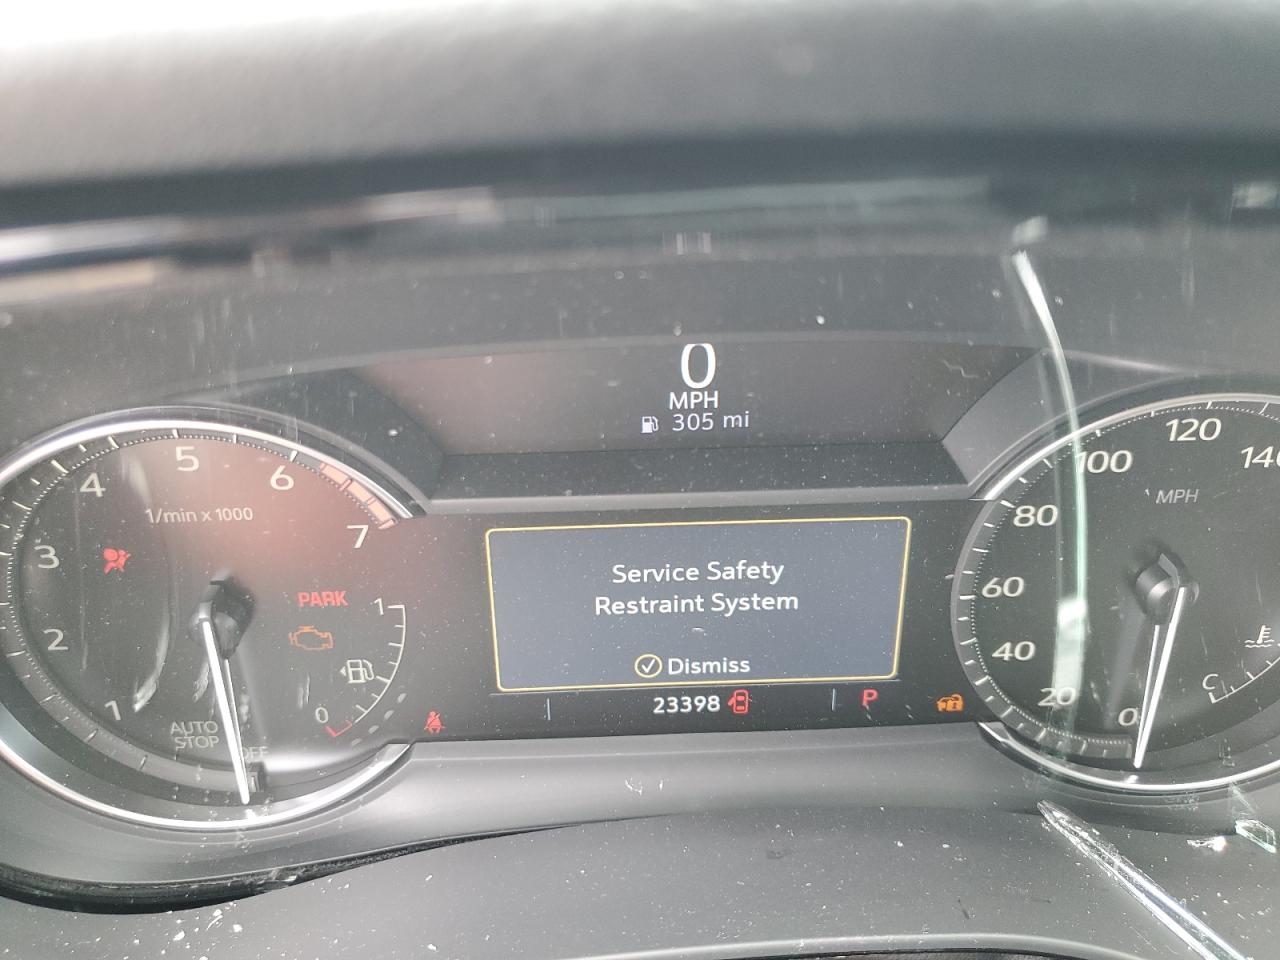 0
MPH
305 mi
1/min x 1000
1
2
3
4
5
6
7
PARK
1
0
AUTO
STOP
OFF
Service Safety
Restraint System
Dismiss
23398
P
MPH
0
20
40
60
80
100
120
140
C